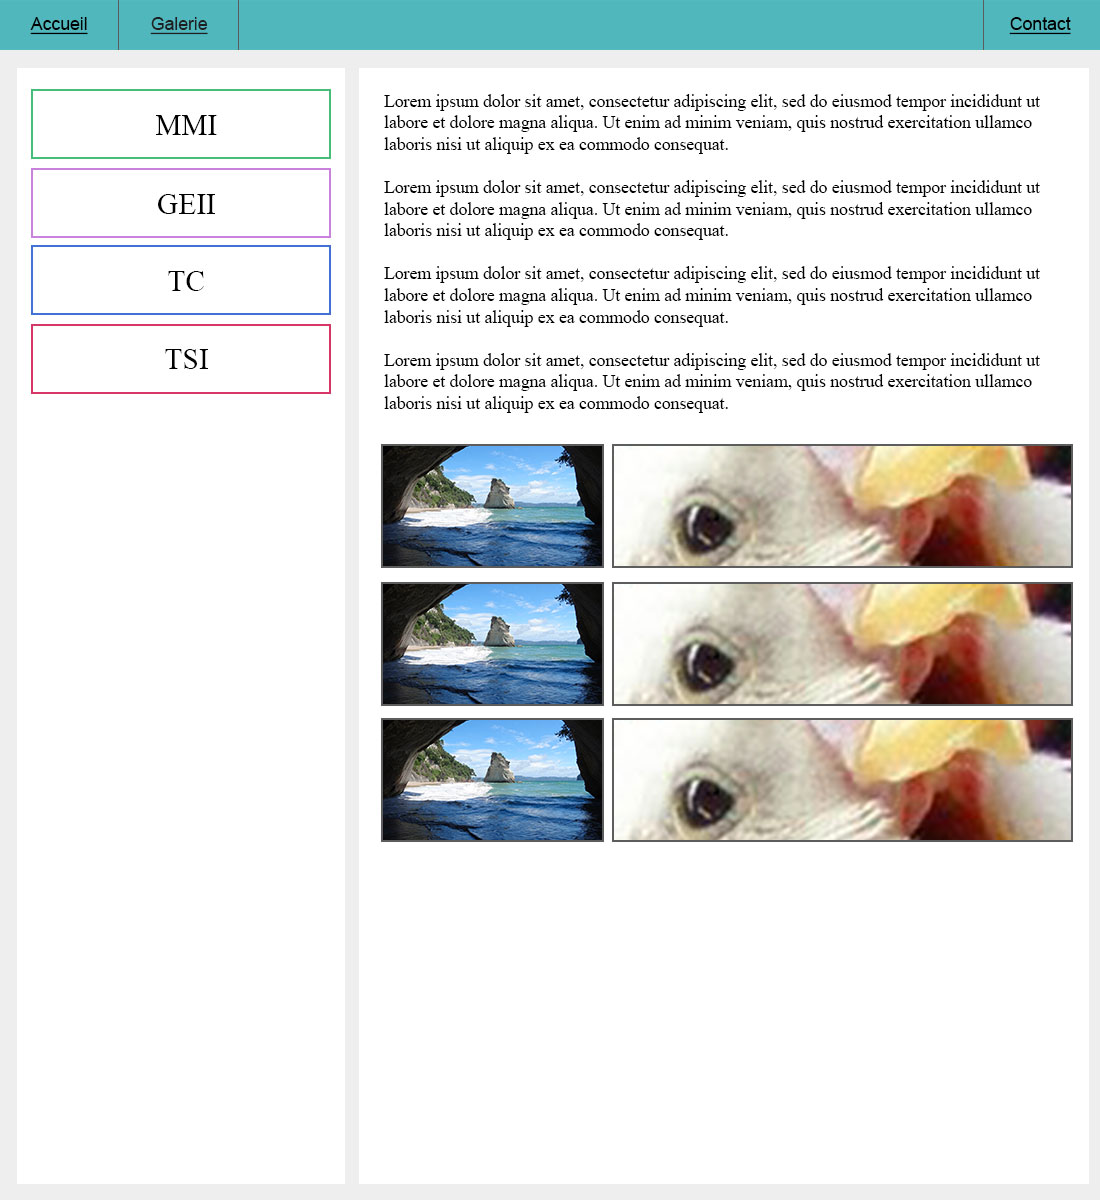 Accueil
Galerie
Contact
MMI
GEII
TC
TSI
Lorem ipsum dolor sit amet, consectetur adipiscing elit, sed do eiusmod tempor incididunt ut
labore et dolore magna aliqua. Ut enim ad minim veniam, quis nostrud exercitation ullamco
laboris nisi ut aliquip ex ea commodo consequat.
Lorem ipsum dolor sit amet, consectetur adipiscing elit, sed do eiusmod tempor incididunt ut
labore et dolore magna aliqua. Ut enim ad minim veniam, quis nostrud exercitation ullamco
laboris nisi ut aliquip ex ea commodo consequat.
Lorem ipsum dolor sit amet, consectetur adipiscing elit, sed do eiusmod tempor incididunt ut
labore et dolore magna aliqua. Ut enim ad minim veniam, quis nostrud exercitation ullamco
laboris nisi ut aliquip ex ea commodo consequat.
Lorem ipsum dolor sit amet, consectetur adipiscing elit, sed do eiusmod tempor incididunt ut
labore et dolore magna aliqua. Ut enim ad minim veniam, quis nostrud exercitation ullamco
laboris nisi ut aliquip ex ea commodo consequat.